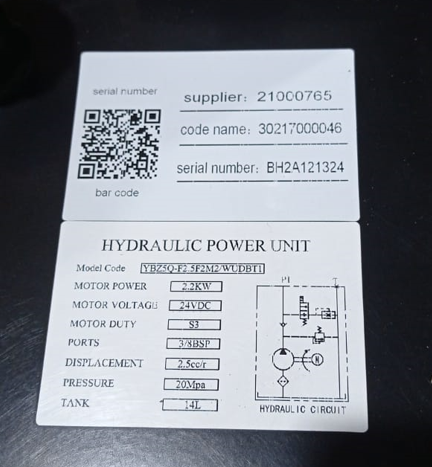 serial number
bar code
supplier: 21000765
code name: 30217000046
serial number: BH2A121324
HYDRAULIC POWER UNIT
Model Code YBZ5Q-F2.5F2M2/WUDBT1
MOTOR POWER 2.2KW
MOTOR VOLTAGE 24VDC
MOTOR DUTY S3
PORTS 3/8BSP
DISPLACEMENT 2.5cc/r
PRESSURE 20Mpa
TANK 14L
P1 T
M
HYDRAULIC CIRCUIT